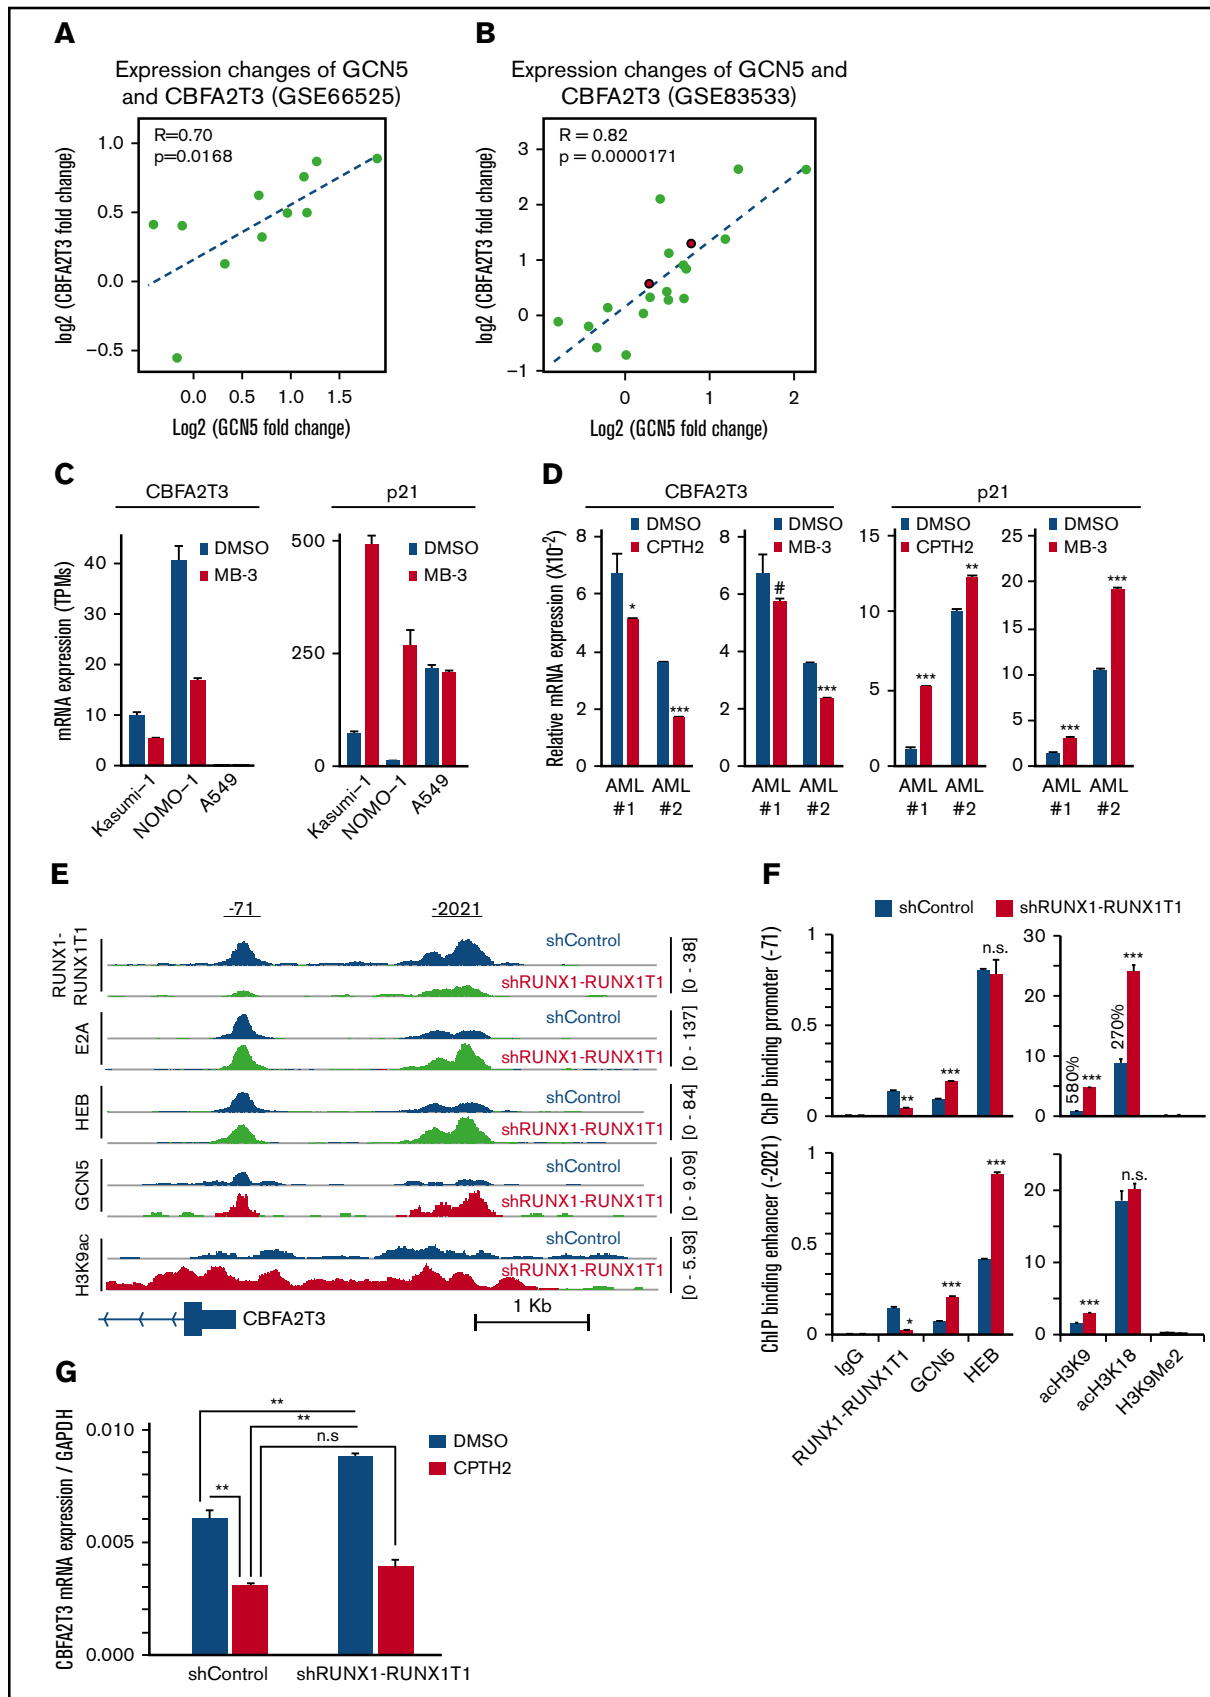 A
Expression changes of GCN5
and CBFA2T3 (GSE66525)
R=0.70
p=0.0168
1.0
0.5
0.0
−0.5
log2 (CBFA2T3 fold change)
0.0 0.5 1.0 1.5
Log2 (GCN5 fold change)
B
Expression changes of GCN5 and
CBFA2T3 (GSE83533)
R = 0.82
p = 0.0000171
3
2
1
0
−1
log2 (CBFA2T3 fold change)
0 1 2
Log2 (GCN5 fold change)
C
CBFA2T3
DMSO
MB-3
mRNA expression (TPMs)
40
30
20
10
0
Kasumi−1
NOMO−1
A549
p21
DMSO
MB-3
500
250
0
Kasumi−1
NOMO−1
A549
D
CBFA2T3
Relative mRNA expression (X10-2)
DMSO
CPTH2
8
6
4
2
0
*
***
AML AML
#1 #2
DMSO
MB-3
8
6
4
2
0
#
***
AML AML
#1 #2
p21
DMSO
CPTH2
15
10
5
0
***
**
AML AML
#1 #2
DMSO
MB-3
25
20
15
10
5
0
***
***
AML AML
#1 #2
E
-71 -2021
RUNX1-
RUNX1T1
shControl
shRUNX1-RUNX1T1
[0 - 38]
E2A
shControl
shRUNX1-RUNX1T1
[0 - 137]
HEB
shControl
shRUNX1-RUNX1T1
[0 - 84]
GCN5
shControl
shRUNX1-RUNX1T1
[0 - 9.09]
H3K9ac
shControl
shRUNX1-RUNX1T1
[0 - 5.93]
CBFA2T3
1 Kb
F
shControl shRUNX1-RUNX1T1
ChIP binding promoter (-71)
1
0.5
0
**
***
n.s.
30
20
10
0
580%
***
270%
***
ChIP binding enhancer (-2021)
1
0.5
0
*
***
***
IgG
RUNX1-RUNX1T1
GCN5
HEB
20
10
0
***
n.s.
acH3K9
acH3K18
H3K9Me2
G
CBFA2T3 mRNA expression / GAPDH
0.010
0.005
0.000
**
**
n.s
**
DMSO
CPTH2
shControl shRUNX1-RUNX1T1